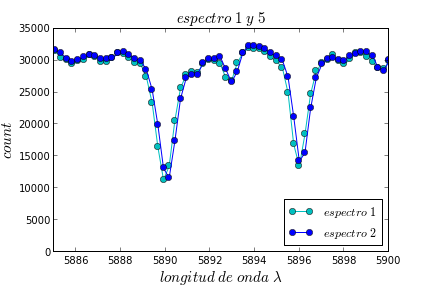 espectro 1 y 5
35000
30000
25000
20000
15000
10000
5000
0
count
5886 5888 5890 5892 5894 5896 5898 5900
longitud de onda λ
espectro 1
espectro 2